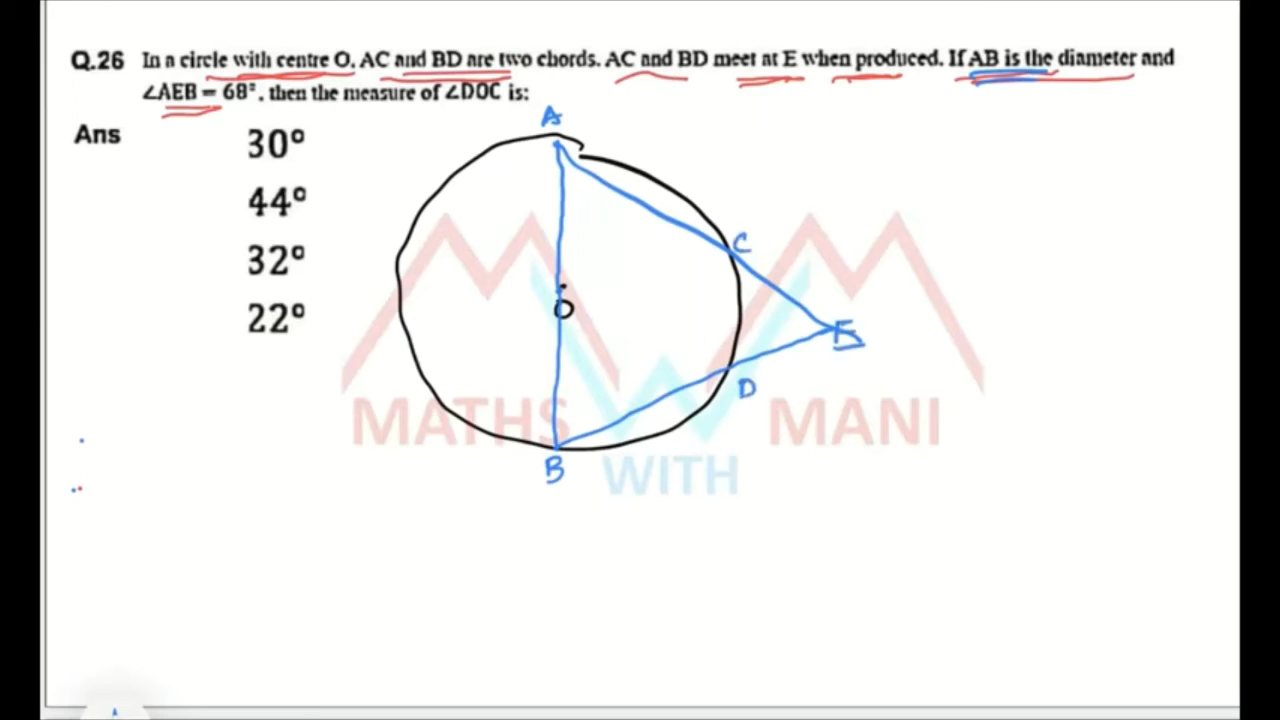 Q.26 In a circle with centre O, AC and BD are two chords. AC and BD meet at E when produced. If AB is the diameter and
∠AEB = 68°, then the measure of ∠DOC is:
Ans
30°
44°
32°
22°
A
C
O
E
D
B
MATHS
WITH
MANI